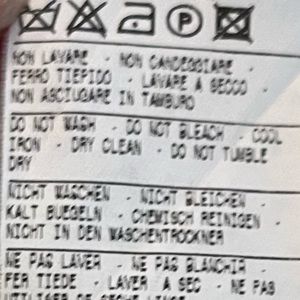 P
NON LAVARE - NON CANDEGGIARE -
FERRO TIEPIDO - LAVARE A SECCO -
NON ASCIUGARE IN TAMBURO
DO NOT WASH - DO NOT BLEACH - COOL
IRON - DRY CLEAN - DO NOT TUMBLE
DRY
NICHT WASCHEN - NICHT BLEICHEN -
KALT BUEGELN - CHEMISCH REINIGEN -
NICHT IN DEN WASCHENTROCKNER
NE PAS LAVER - NE PAS BLANCHIR -
FER TIEDE - LAVER A SEC - NE PAS